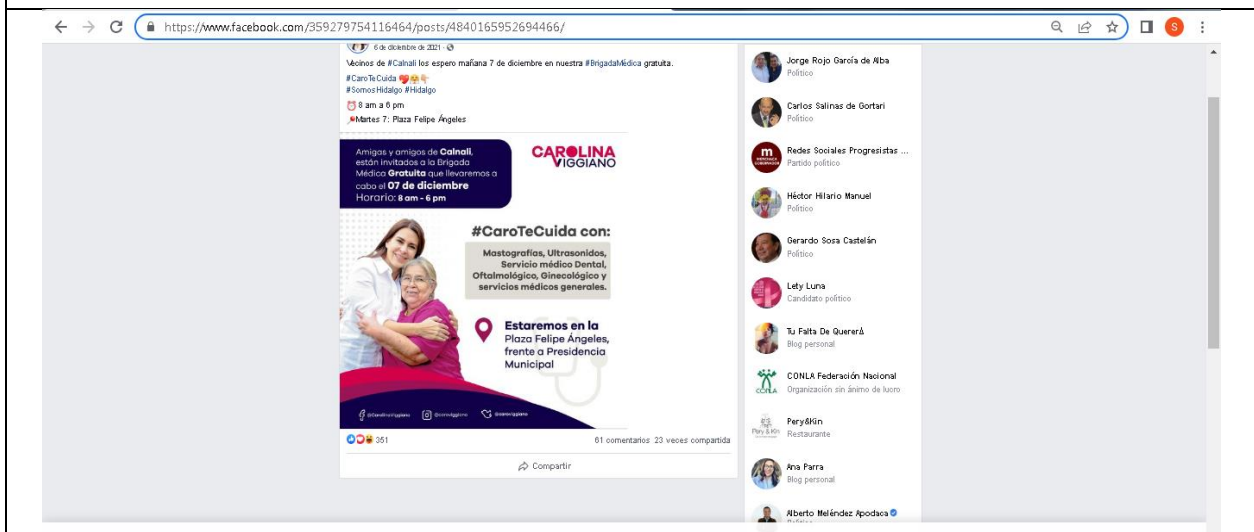 https://www.facebook.com/359279754116464/posts/4840165952694466/
S
6 de diciembre de 2021
Vecinos de #Calnali los espero mañana 7 de diciembre en nuestra #BrigadaMédica gratuita.
#CaroTeCuida
#SomosHidalgo #Hidalgo
8 am a 6 pm
Martes 7: Plaza Felipe Ángeles
Amigas y amigos de Calnali,
están invitados a la Brigada
Médica Gratuita que llevaremos a
cabo el 07 de diciembre
Horario: 8 am - 6 pm
CAROLINA
VIGGIANO
#CaroTeCuida con:
Mastografías, Ultrasonidos,
Servicio médico Dental,
Oftalmológico, Ginecológico y
servicios médicos generales.
Estaremos en la
Plaza Felipe Ángeles,
frente a Presidencia
Municipal
351
61 comentarios 23 veces compartida
Compartir
Jorge Rojo García de Alba
Político
Carlos Salinas de Gortari
Político
m
Redes Sociales Progresistas ...
Partido político
Héctor Hilario Manuel
Político
Gerardo Sosa Castelán
Político
Lety Luna
Candidato político
Tu Falta De QuererΔ
Blog personal
CONLA
CONLA Federación Nacional
Organización sin ánimo de lucro
Pery & Kin
Pery&Kin
Restaurante
Ana Parra
Blog personal
Alberto Meléndez Apodaca